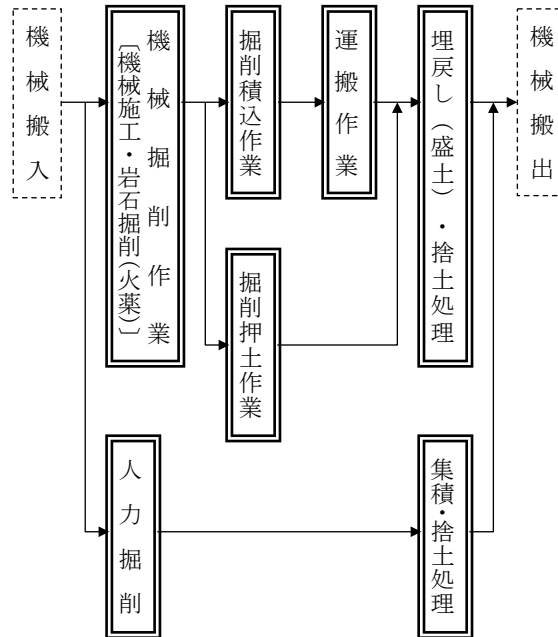 機械搬入
機械掘削作業
〔機械施工・岩石掘削(火薬)〕
掘削積込作業
運搬作業
埋戻し(盛土)・捨土処理
機械搬出
掘削押土作業
人力掘削
集積・捨土処理